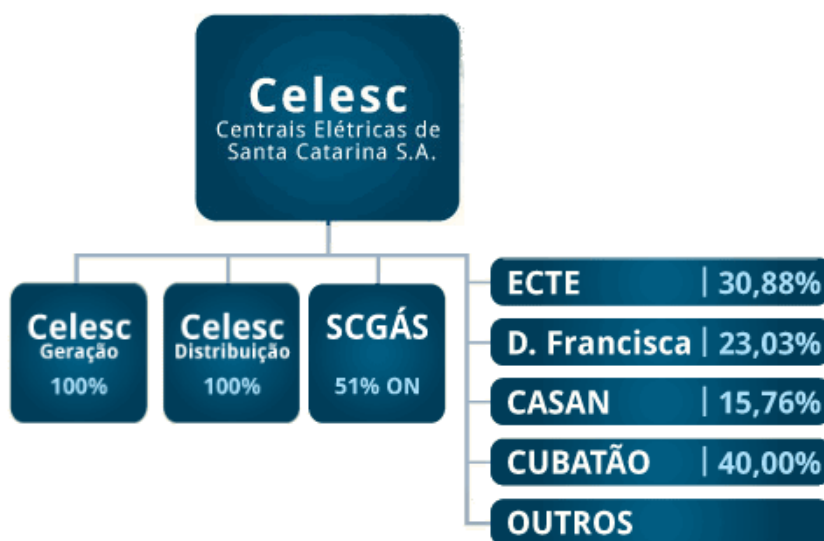 Celesc
Centrais Elétricas de
Santa Catarina S.A.
Celesc
Geração
100%
Celesc
Distribuição
100%
SCGÁS
51% ON
ECTE | 30,88%
D. Francisca | 23,03%
CASAN | 15,76%
CUBATÃO | 40,00%
OUTROS